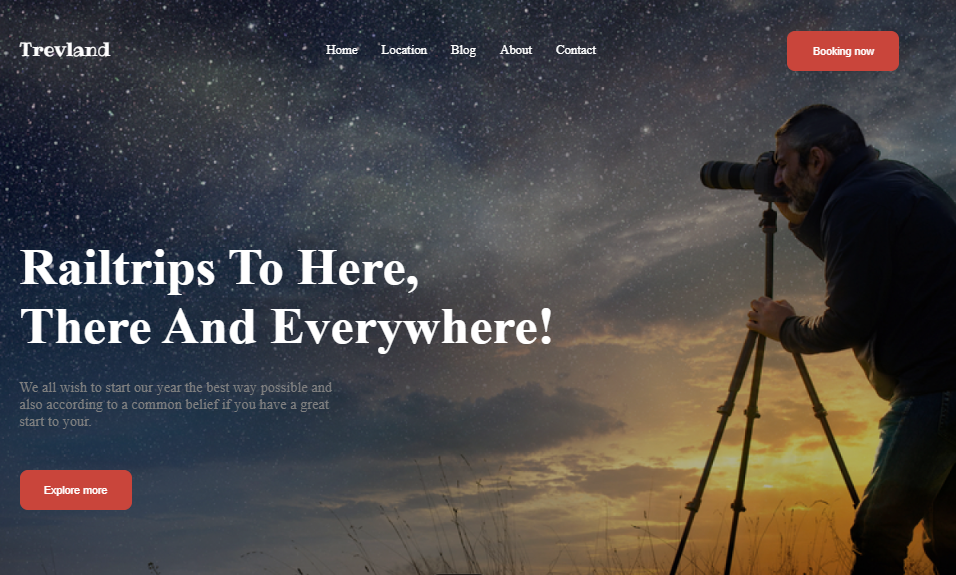 Trevland
Home Location Blog About Contact
Booking now
Railtrips To Here,
There And Everywhere!
We all wish to start our year the best way possible and
also according to a common belief if you have a great
start to your.
Explore more